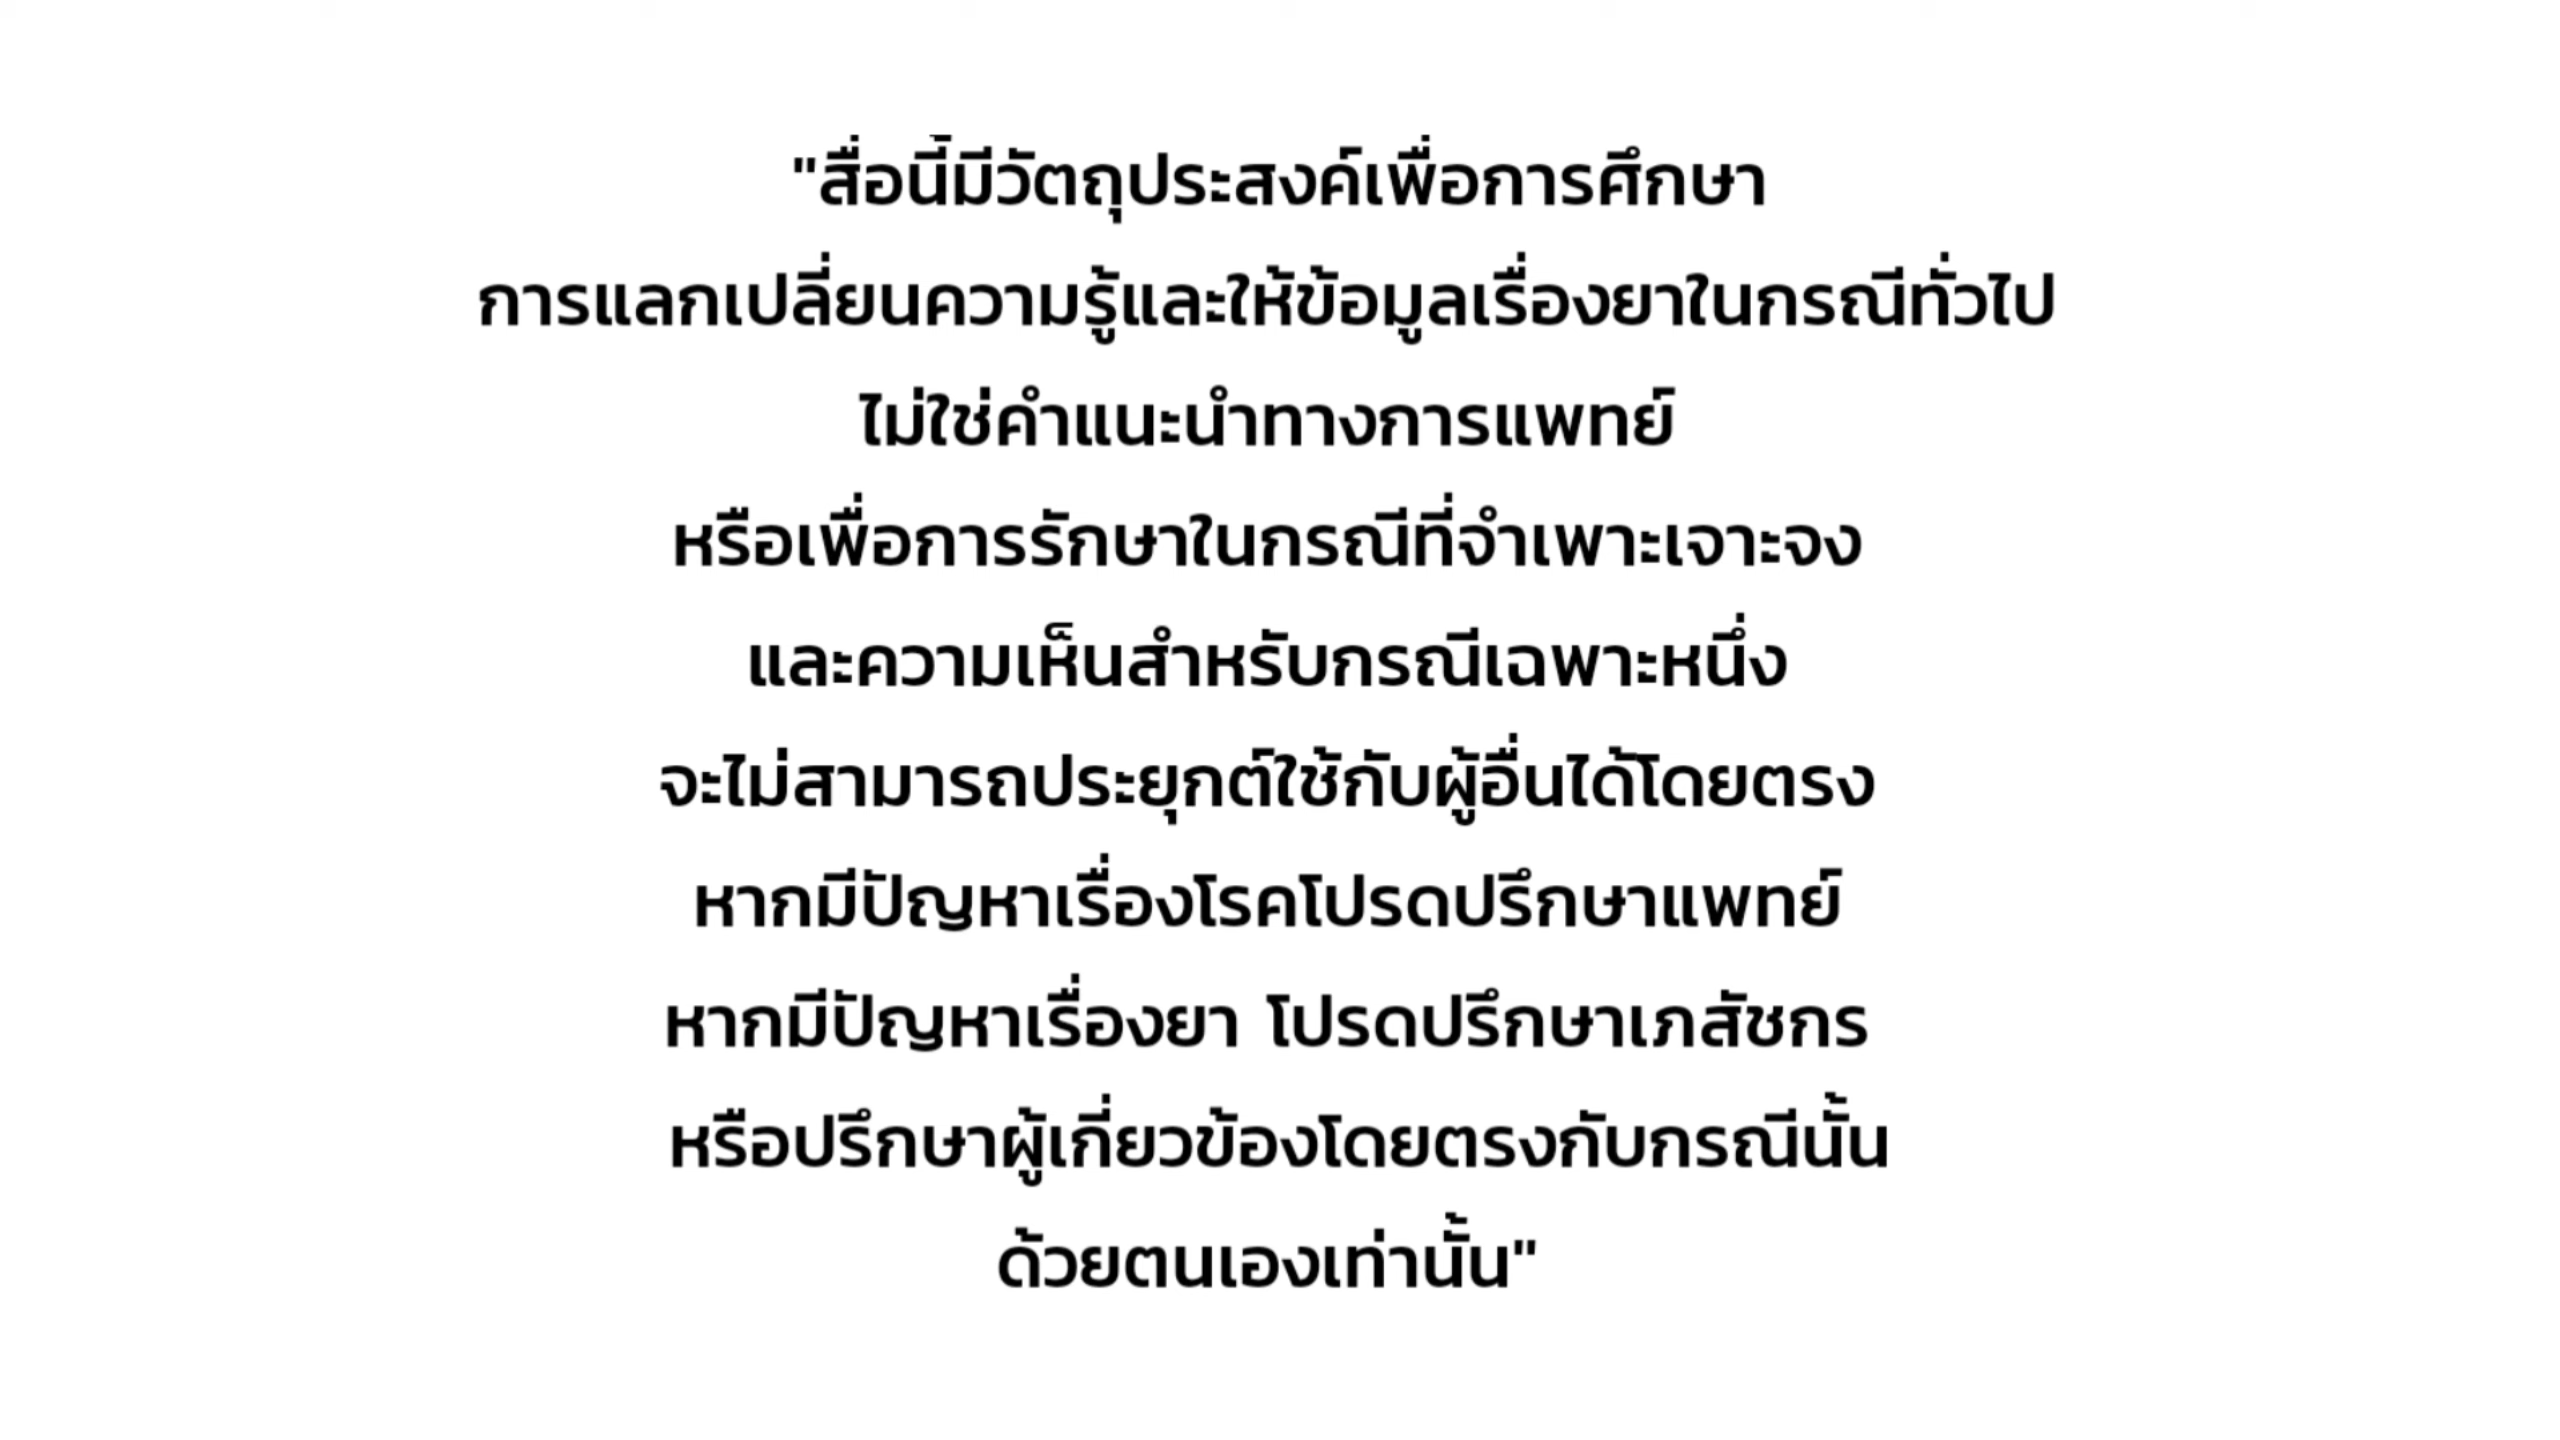 "สื่อนี้มีวัตถุประสงค์เพื่อการศึกษา
การแลกเปลี่ยนความรู้และให้ข้อมูลเรื่องยาในกรณีทั่วไป
ไม่ใช่คำแนะนำทางการแพทย์
หรือเพื่อการรักษาในกรณีที่จำเพาะเจาะจง
และความเห็นสำหรับกรณีเฉพาะหนึ่ง
จะไม่สามารถประยุกต์ใช้กับผู้อื่นได้โดยตรง
หากมีปัญหาเรื่องโรคโปรดปรึกษาแพทย์
หากมีปัญหาเรื่องยา โปรดปรึกษาเภสัชกร
หรือปรึกษาผู้เกี่ยวข้องโดยตรงกับกรณีนั้น
ด้วยตนเองเท่านั้น"